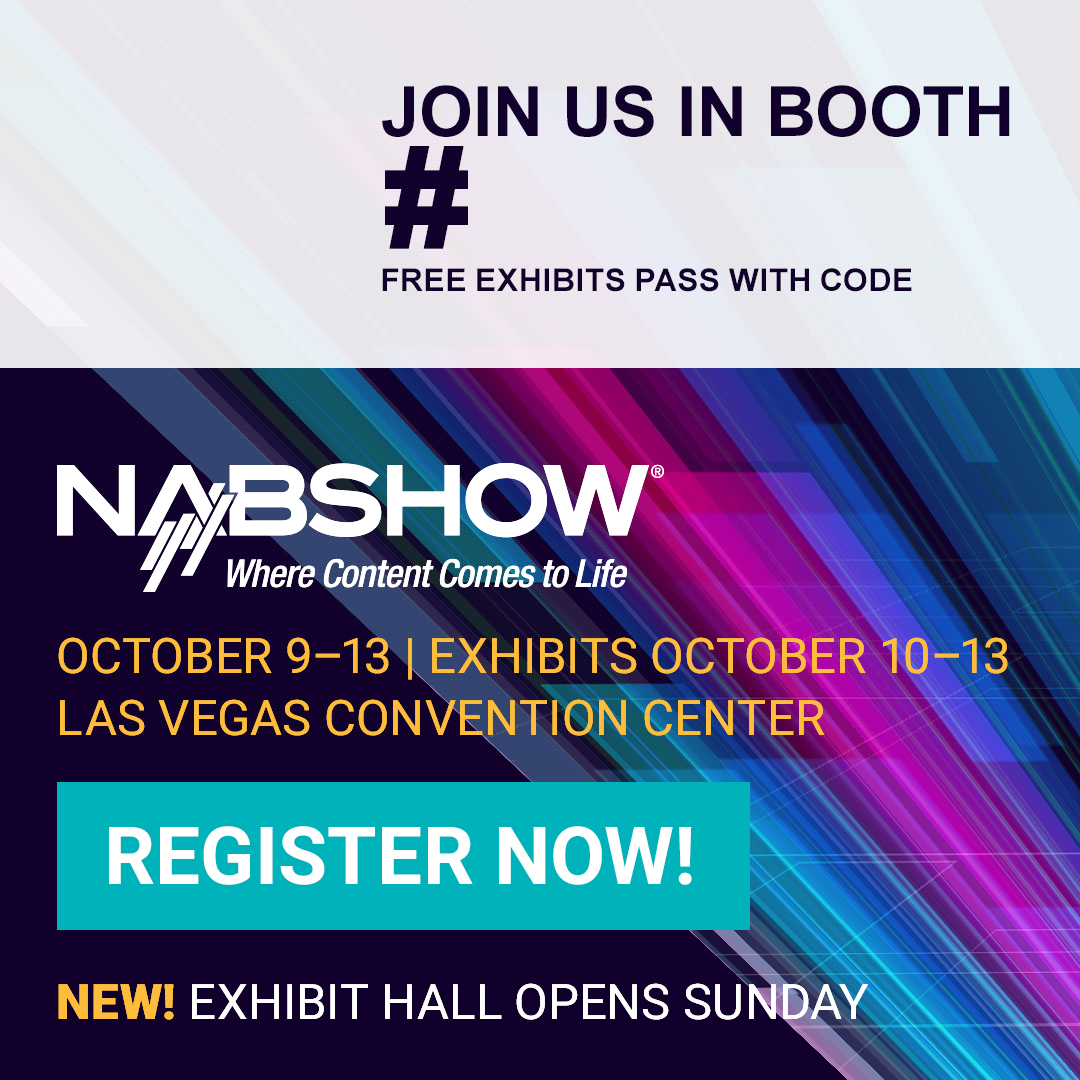 JOIN US IN BOOTH
#
FREE EXHIBITS PASS WITH CODE
NABSHOW®
Where Content Comes to Life
OCTOBER 9–13 | EXHIBITS OCTOBER 10–13
LAS VEGAS CONVENTION CENTER
REGISTER NOW!
NEW! EXHIBIT HALL OPENS SUNDAY